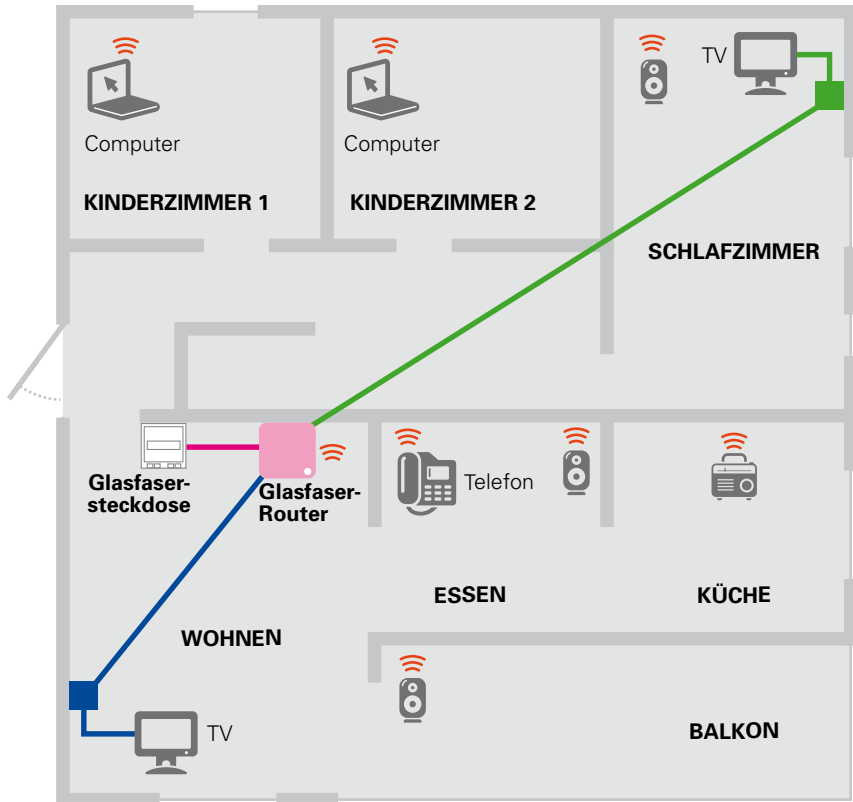 TV
Computer
Computer
KINDERZIMMER 1
KINDERZIMMER 2
SCHLAFZIMMER
Glasfaser-
steckdose
Glasfaser-
Router
Telefon
ESSEN
KÜCHE
WOHNEN
TV
BALKON